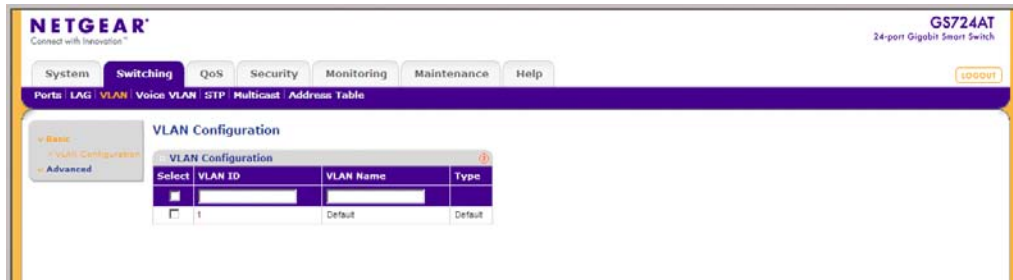 NETGEAR
Connect with Innovation™
GS724AT
24-port Gigabit Smart Switch
System Switching QoS Security Monitoring Maintenance Help
LOGOUT
Ports LAG VLAN Voice VLAN STP Multicast Address Table
Basic
VLAN Configuration
Advanced
VLAN Configuration
VLAN Configuration
Select VLAN ID VLAN Name Type
1 Default Default